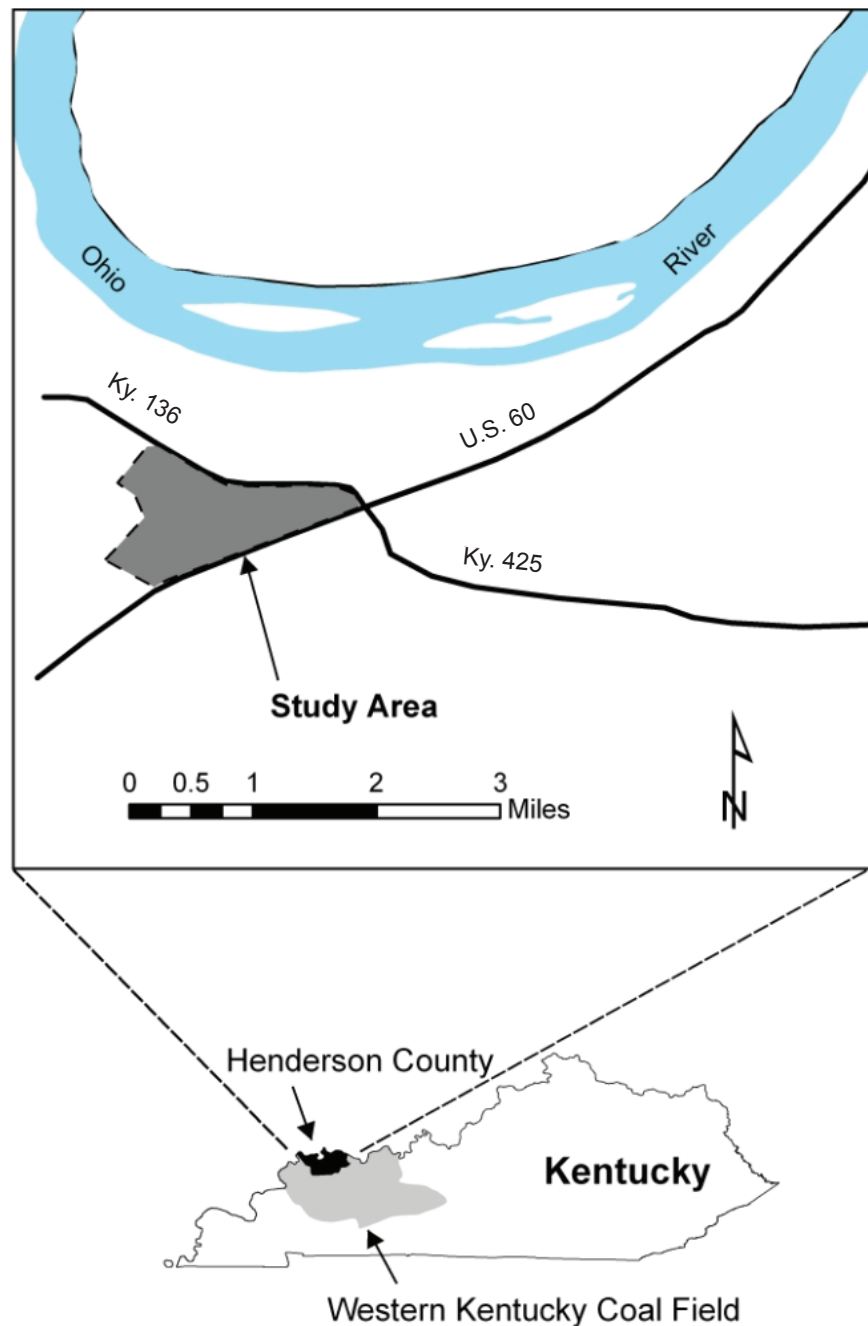 Ohio
River
Ky. 136
U.S. 60
Ky. 425
Study Area
0 0.5 1 2 3
Miles
N
Henderson County
Kentucky
Western Kentucky Coal Field